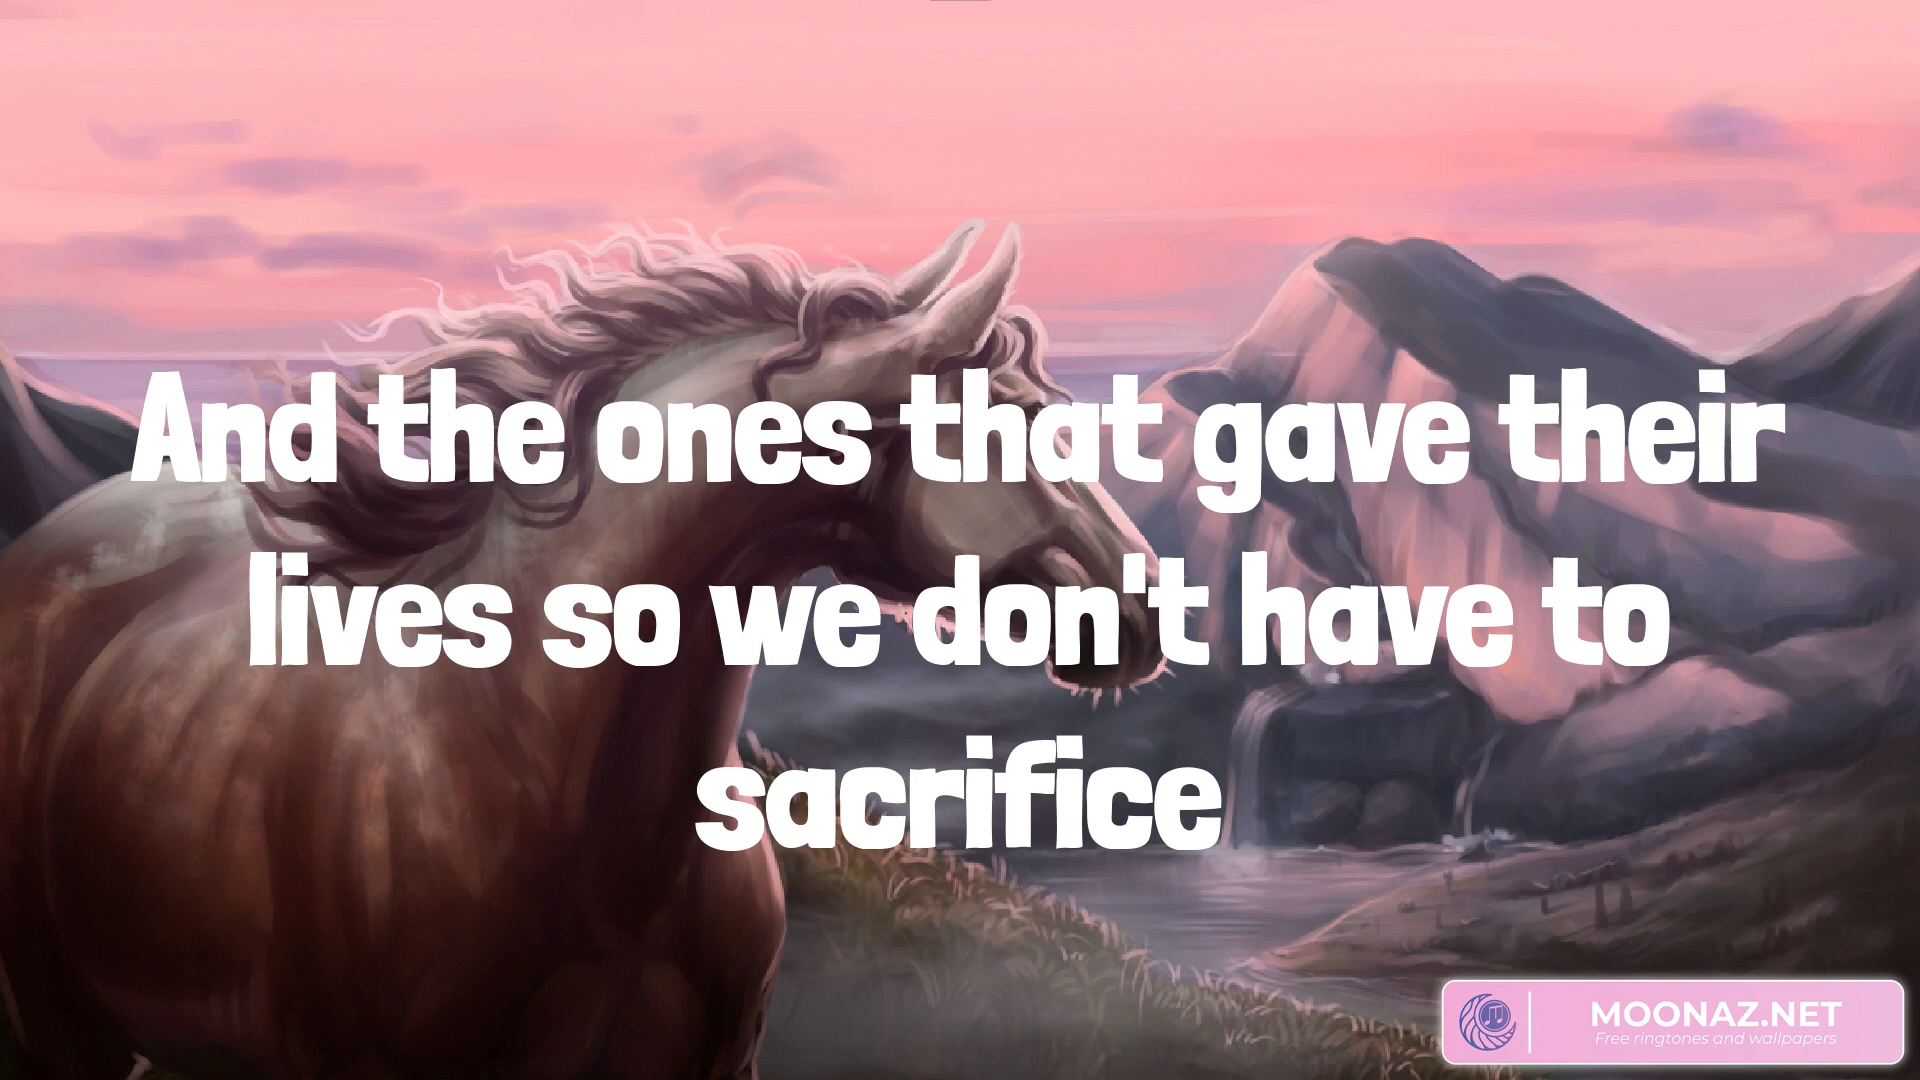 And the ones that gave their
lives so we don't have to
sacrifice
MOONAZ.NET
Free ringtones and wallpapers